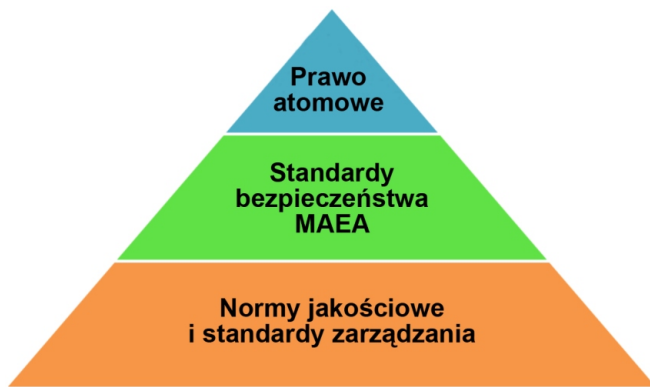 Prawo
atomowe
Standardy
bezpieczeństwa
MAEA
Normy jakościowe
i standardy zarządzania